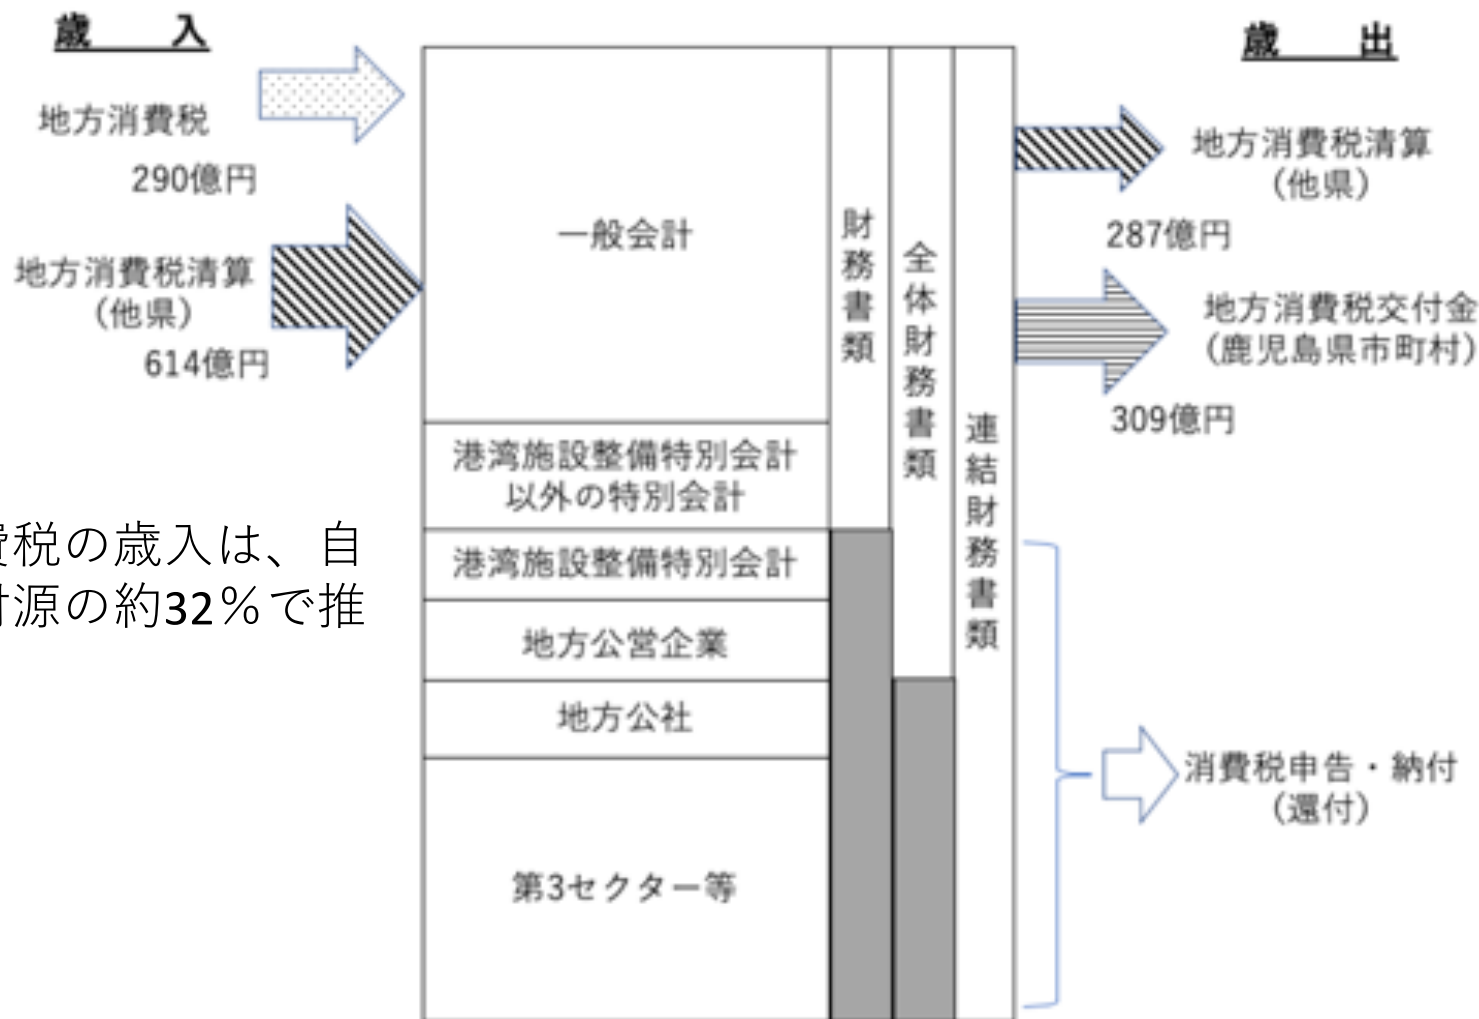 歳　入
地方消費税
290億円
地方消費税清算
(他県)
614億円
費税の歳入は、自
財源の約32％で推
一般会計
港湾施設整備特別会計
以外の特別会計
港湾施設整備特別会計
地方公営企業
地方公社
第3セクター等
財務書類
全体財務書類
連結財務書類
歳　出
地方消費税清算
(他県)
287億円
地方消費税交付金
(鹿児島県市町村)
309億円
消費税申告・納付
(還付)